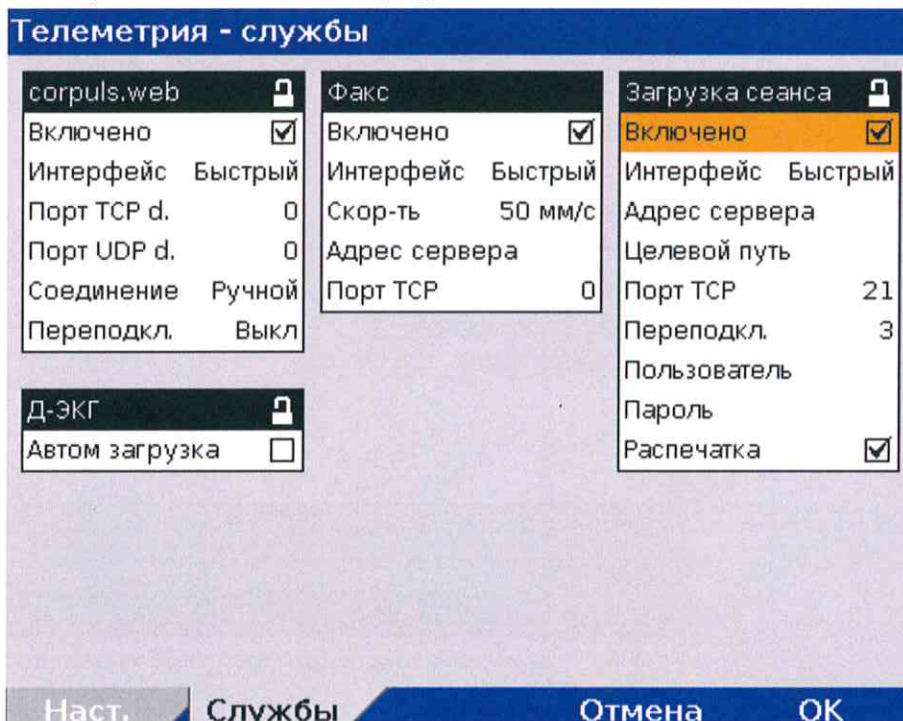 Телеметрия - службы
corpuls.web
Включено
Интерфейс Быстрый
Порт TCP d. 0
Порт UDP d. 0
Соединение Ручной
Переподкл. Выкл
Д-ЭКГ
Автом загрузка
Факс
Включено
Интерфейс Быстрый
Скор-ть 50 мм/с
Адрес сервера
Порт TCP 0
Загрузка сеанса
Включено
Интерфейс Быстрый
Адрес сервера
Целевой путь
Порт TCP 21
Переподкл. 3
Пользователь
Пароль
Распечатка
Наст. Службы Отмена OK